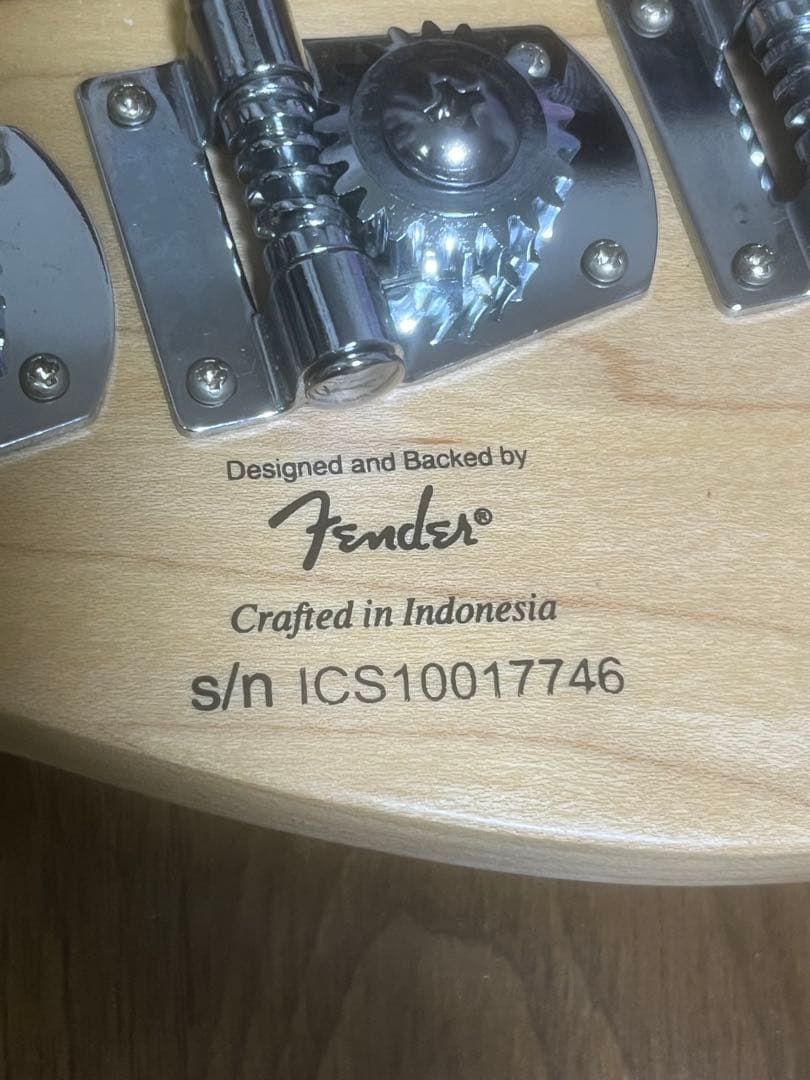 Designed and Backed by
Fender®
Crafted in Indonesia
s/n ICS10017746